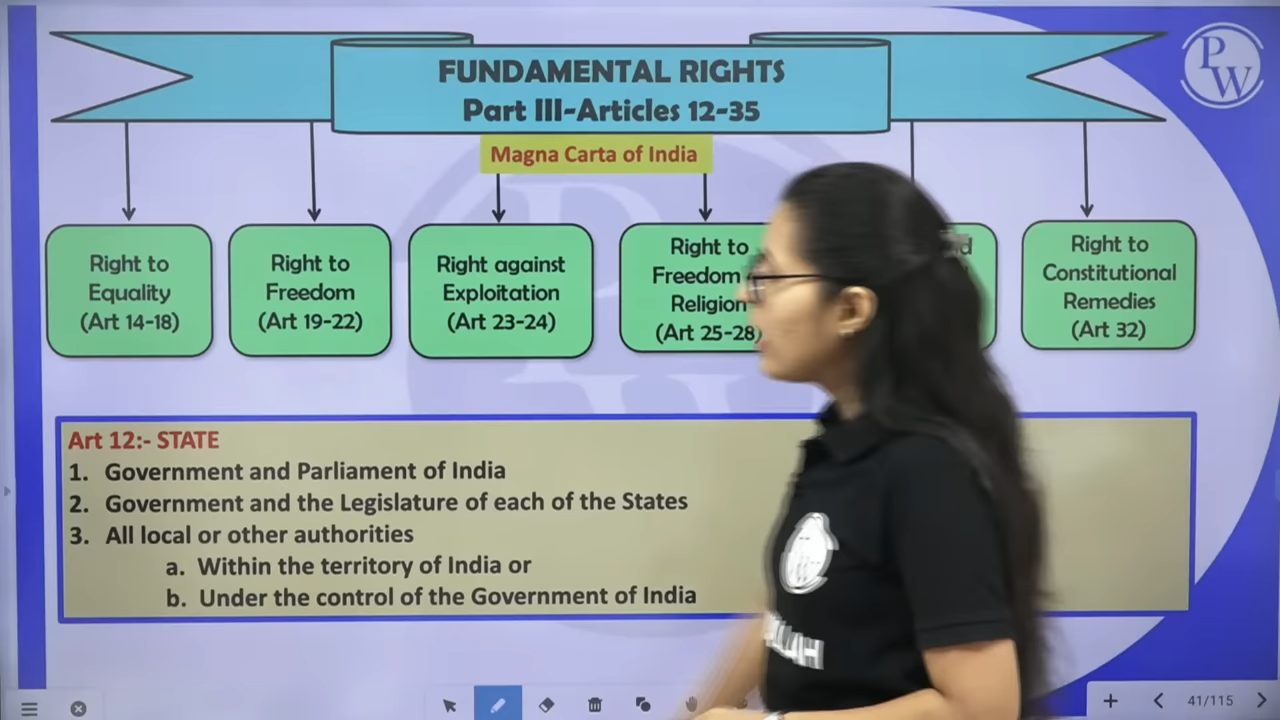 FUNDAMENTAL RIGHTS
Part III-Articles 12-35
Magna Carta of India
PW
Right to
Equality
(Art 14-18)
Right to
Freedom
(Art 19-22)
Right against
Exploitation
(Art 23-24)
Right to
Freedom
Religion
(Art 25-28)
Right to
Constitutional
Remedies
(Art 32)
Art 12:- STATE
1. Government and Parliament of India
2. Government and the Legislature of each of the States
3. All local or other authorities
a. Within the territory of India or
b. Under the control of the Government of India
41/115